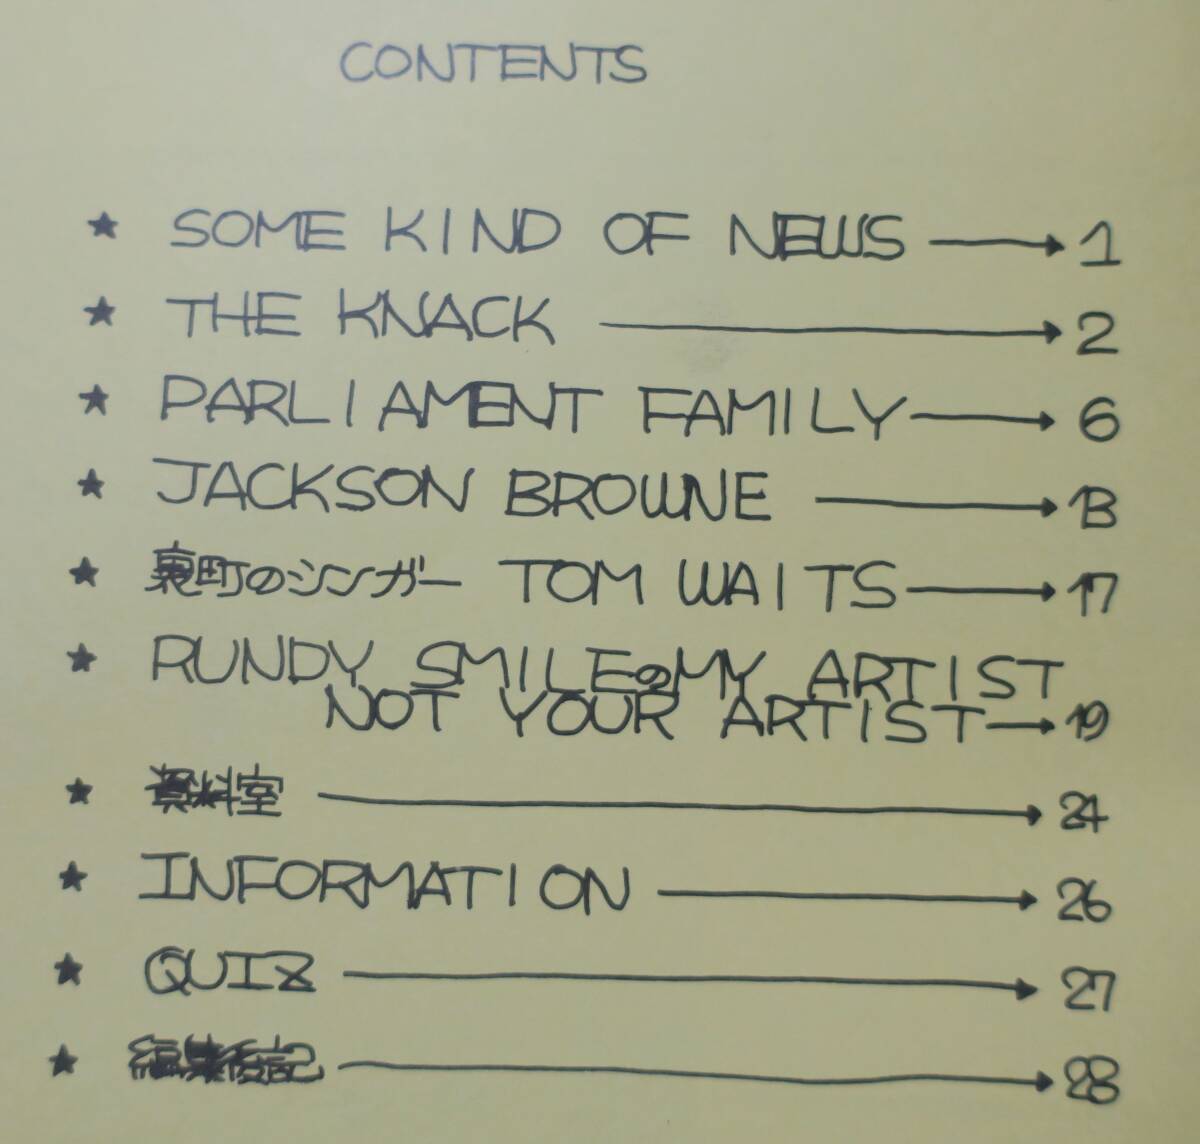 CONTENTS
★ SOME KIND OF NEWS → 1
★ THE KNACK → 2
★ PARLIAMENT FAMILY → 6
★ JACKSON BROWNE → 13
★ 裏町のシンガー TOM WAITS → 17
★ RUNDY SMILEのMY ARTIST
NOT YOUR ARTIST → 19
★ 資料室 → 24
★ INFORMATION → 26
★ QUIZ → 27
★ 編集後記 → 28